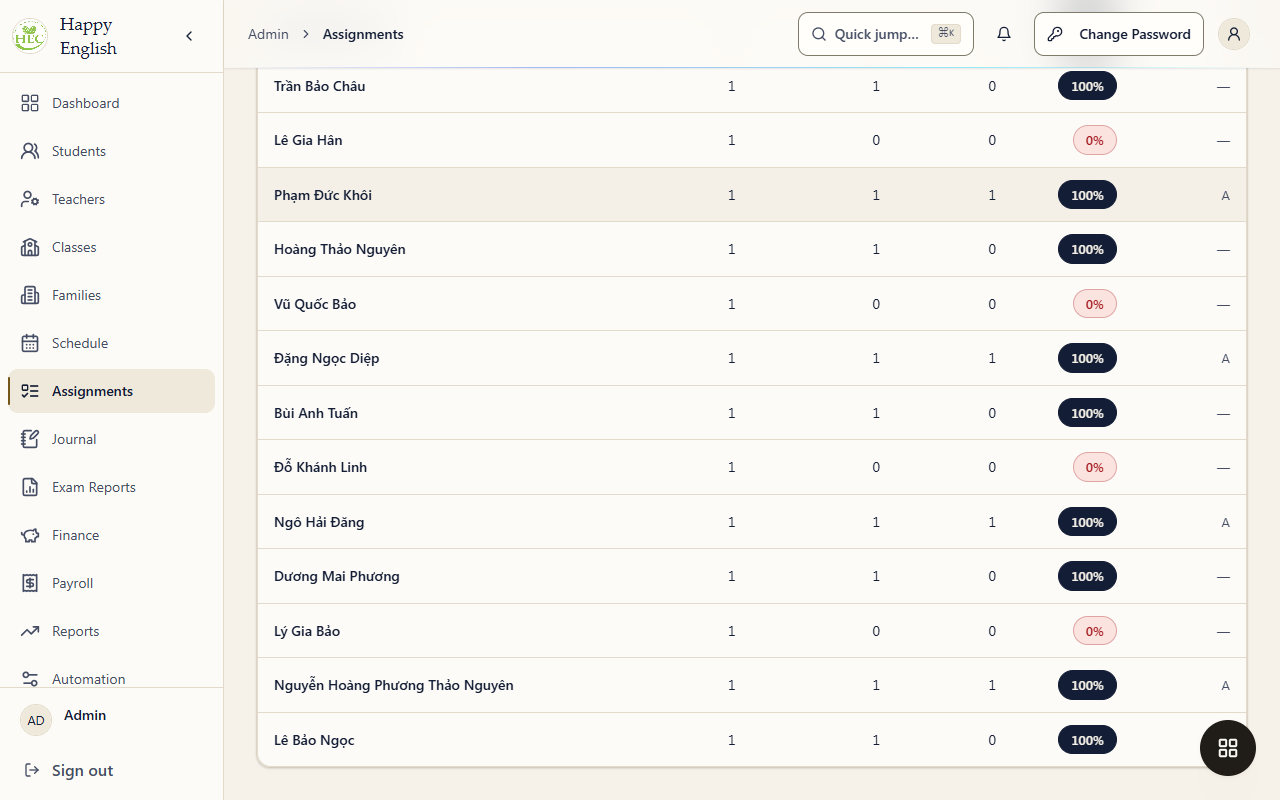 HEC
Happy
English
Admin
Assignments
Quick jump...
⌘K
Change Password
Dashboard
Students
Teachers
Classes
Families
Schedule
Assignments
Journal
Exam Reports
Finance
Payroll
Reports
Automation
AD
Admin
Sign out
Trần Bảo Châu 1 1 0 100% —
Lê Gia Hân 1 0 0 0% —
Phạm Đức Khôi 1 1 1 100% A
Hoàng Thảo Nguyên 1 1 0 100% —
Vũ Quốc Bảo 1 0 0 0% —
Đặng Ngọc Diệp 1 1 1 100% A
Bùi Anh Tuấn 1 1 0 100% —
Đỗ Khánh Linh 1 0 0 0% —
Ngô Hải Đăng 1 1 1 100% A
Dương Mai Phương 1 1 0 100% —
Lý Gia Bảo 1 0 0 0% —
Nguyễn Hoàng Phương Thảo Nguyên 1 1 1 100% A
Lê Bảo Ngọc 1 1 0 100%